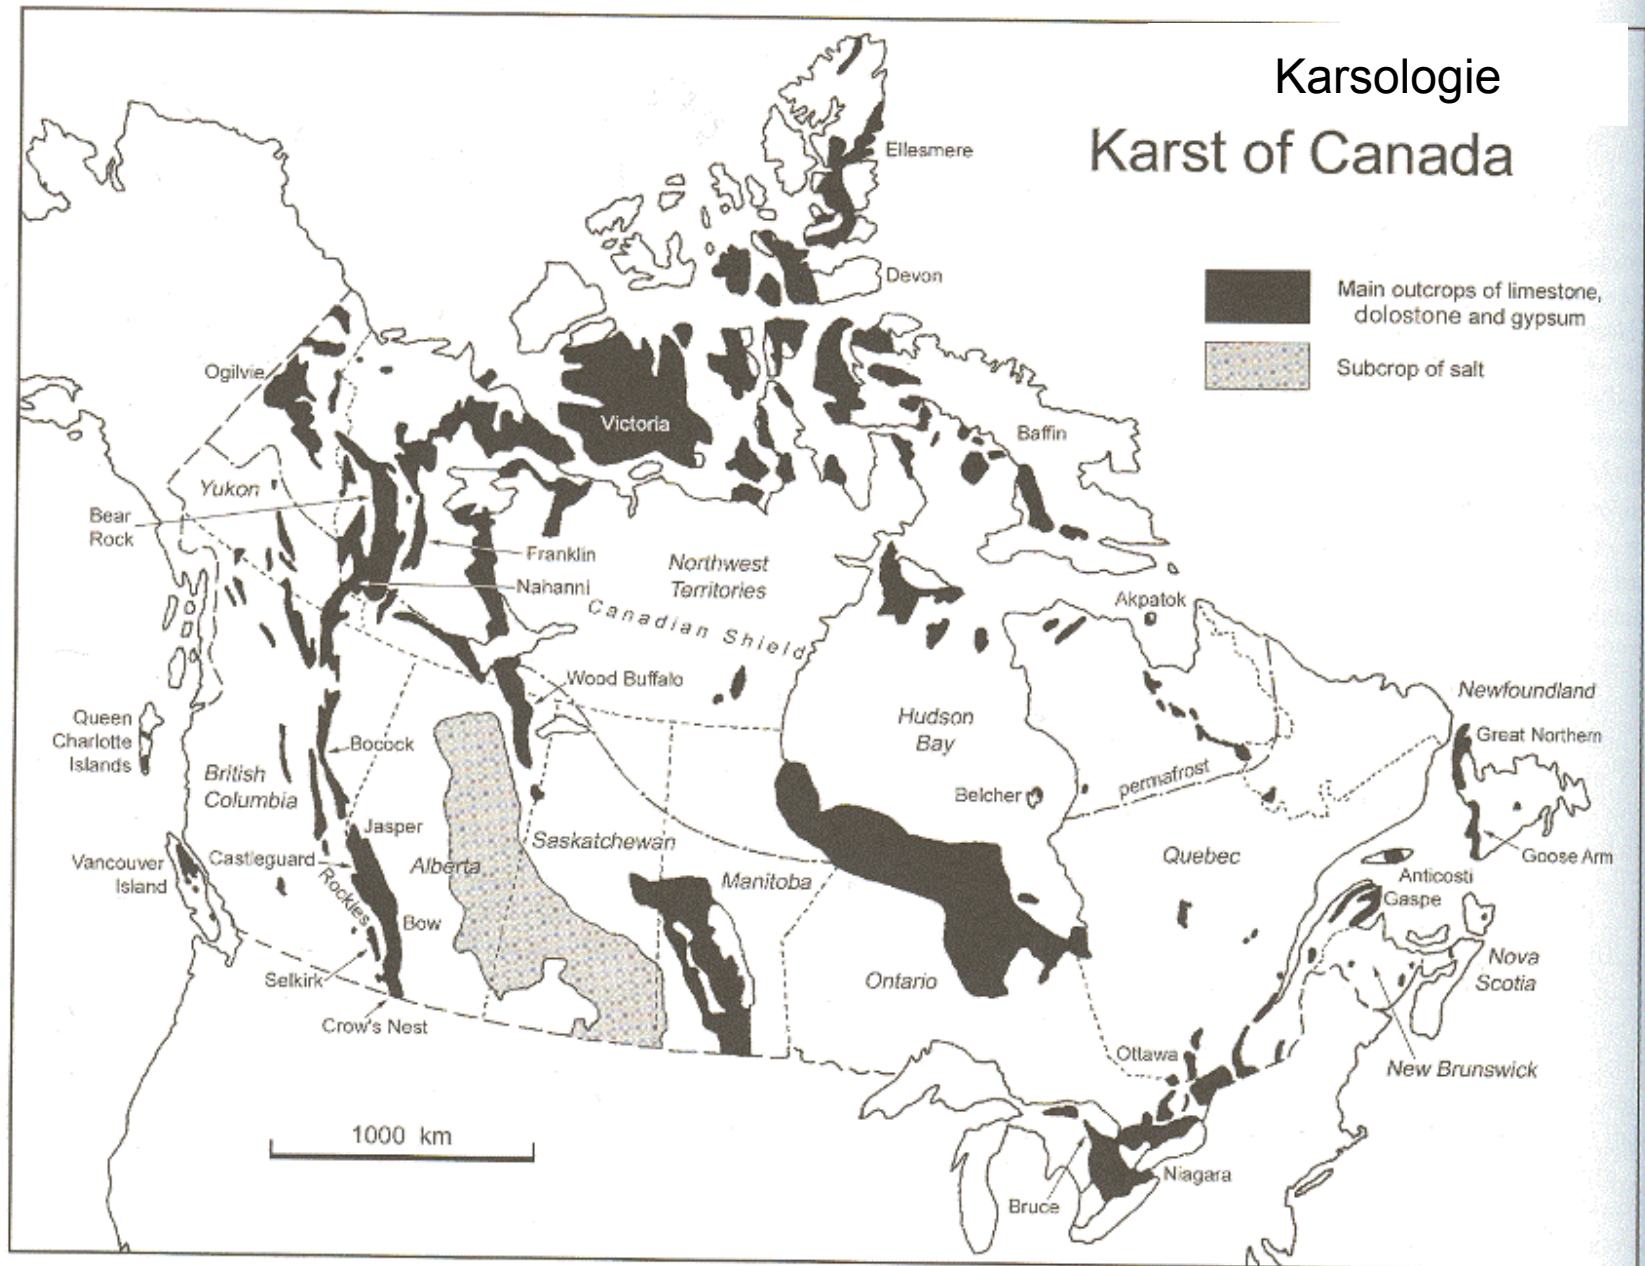 Karsologie
Karst of Canada
Ellesmere
Devon
Main outcrops of limestone,
dolostone and gypsum
Subcrop of salt
Ogilvie
Victoria
Baffin
Yukon
Bear
Rock
Franklin
Nahanni
Northwest
Territories
Canadian Shield
Akpatok
Wood Buffalo
Newfoundland
Great Northern
Queen
Charlotte
Islands
Bocock
Hudson
Bay
British
Columbia
Belcher
permafrost
Jasper
Castleguard
Alberta
Saskatchewan
Manitoba
Quebec
Goose Arm
Vancouver
Island
Rockies
Anticosti
Gaspe
Bow
Selkirk
Ontario
Nova
Scotia
Crow's Nest
Ottawa
New Brunswick
1000 km
Niagara
Bruce